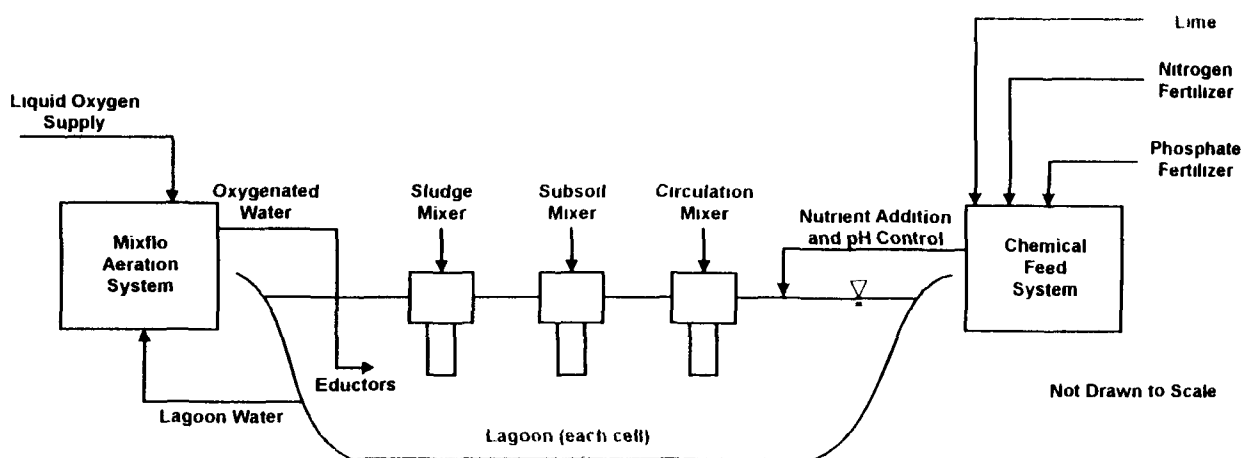 Lime
Nitrogen
Fertilizer
Phosphate
Fertilizer
Liquid Oxygen
Supply
Oxygenated
Water
Sludge
Mixer
Subsoil
Mixer
Circulation
Mixer
Nutrient Addition
and pH Control
Mixflo
Aeration
System
Chemical
Feed
System
Eductors
Lagoon Water
Not Drawn to Scale
Lagoon (each cell)